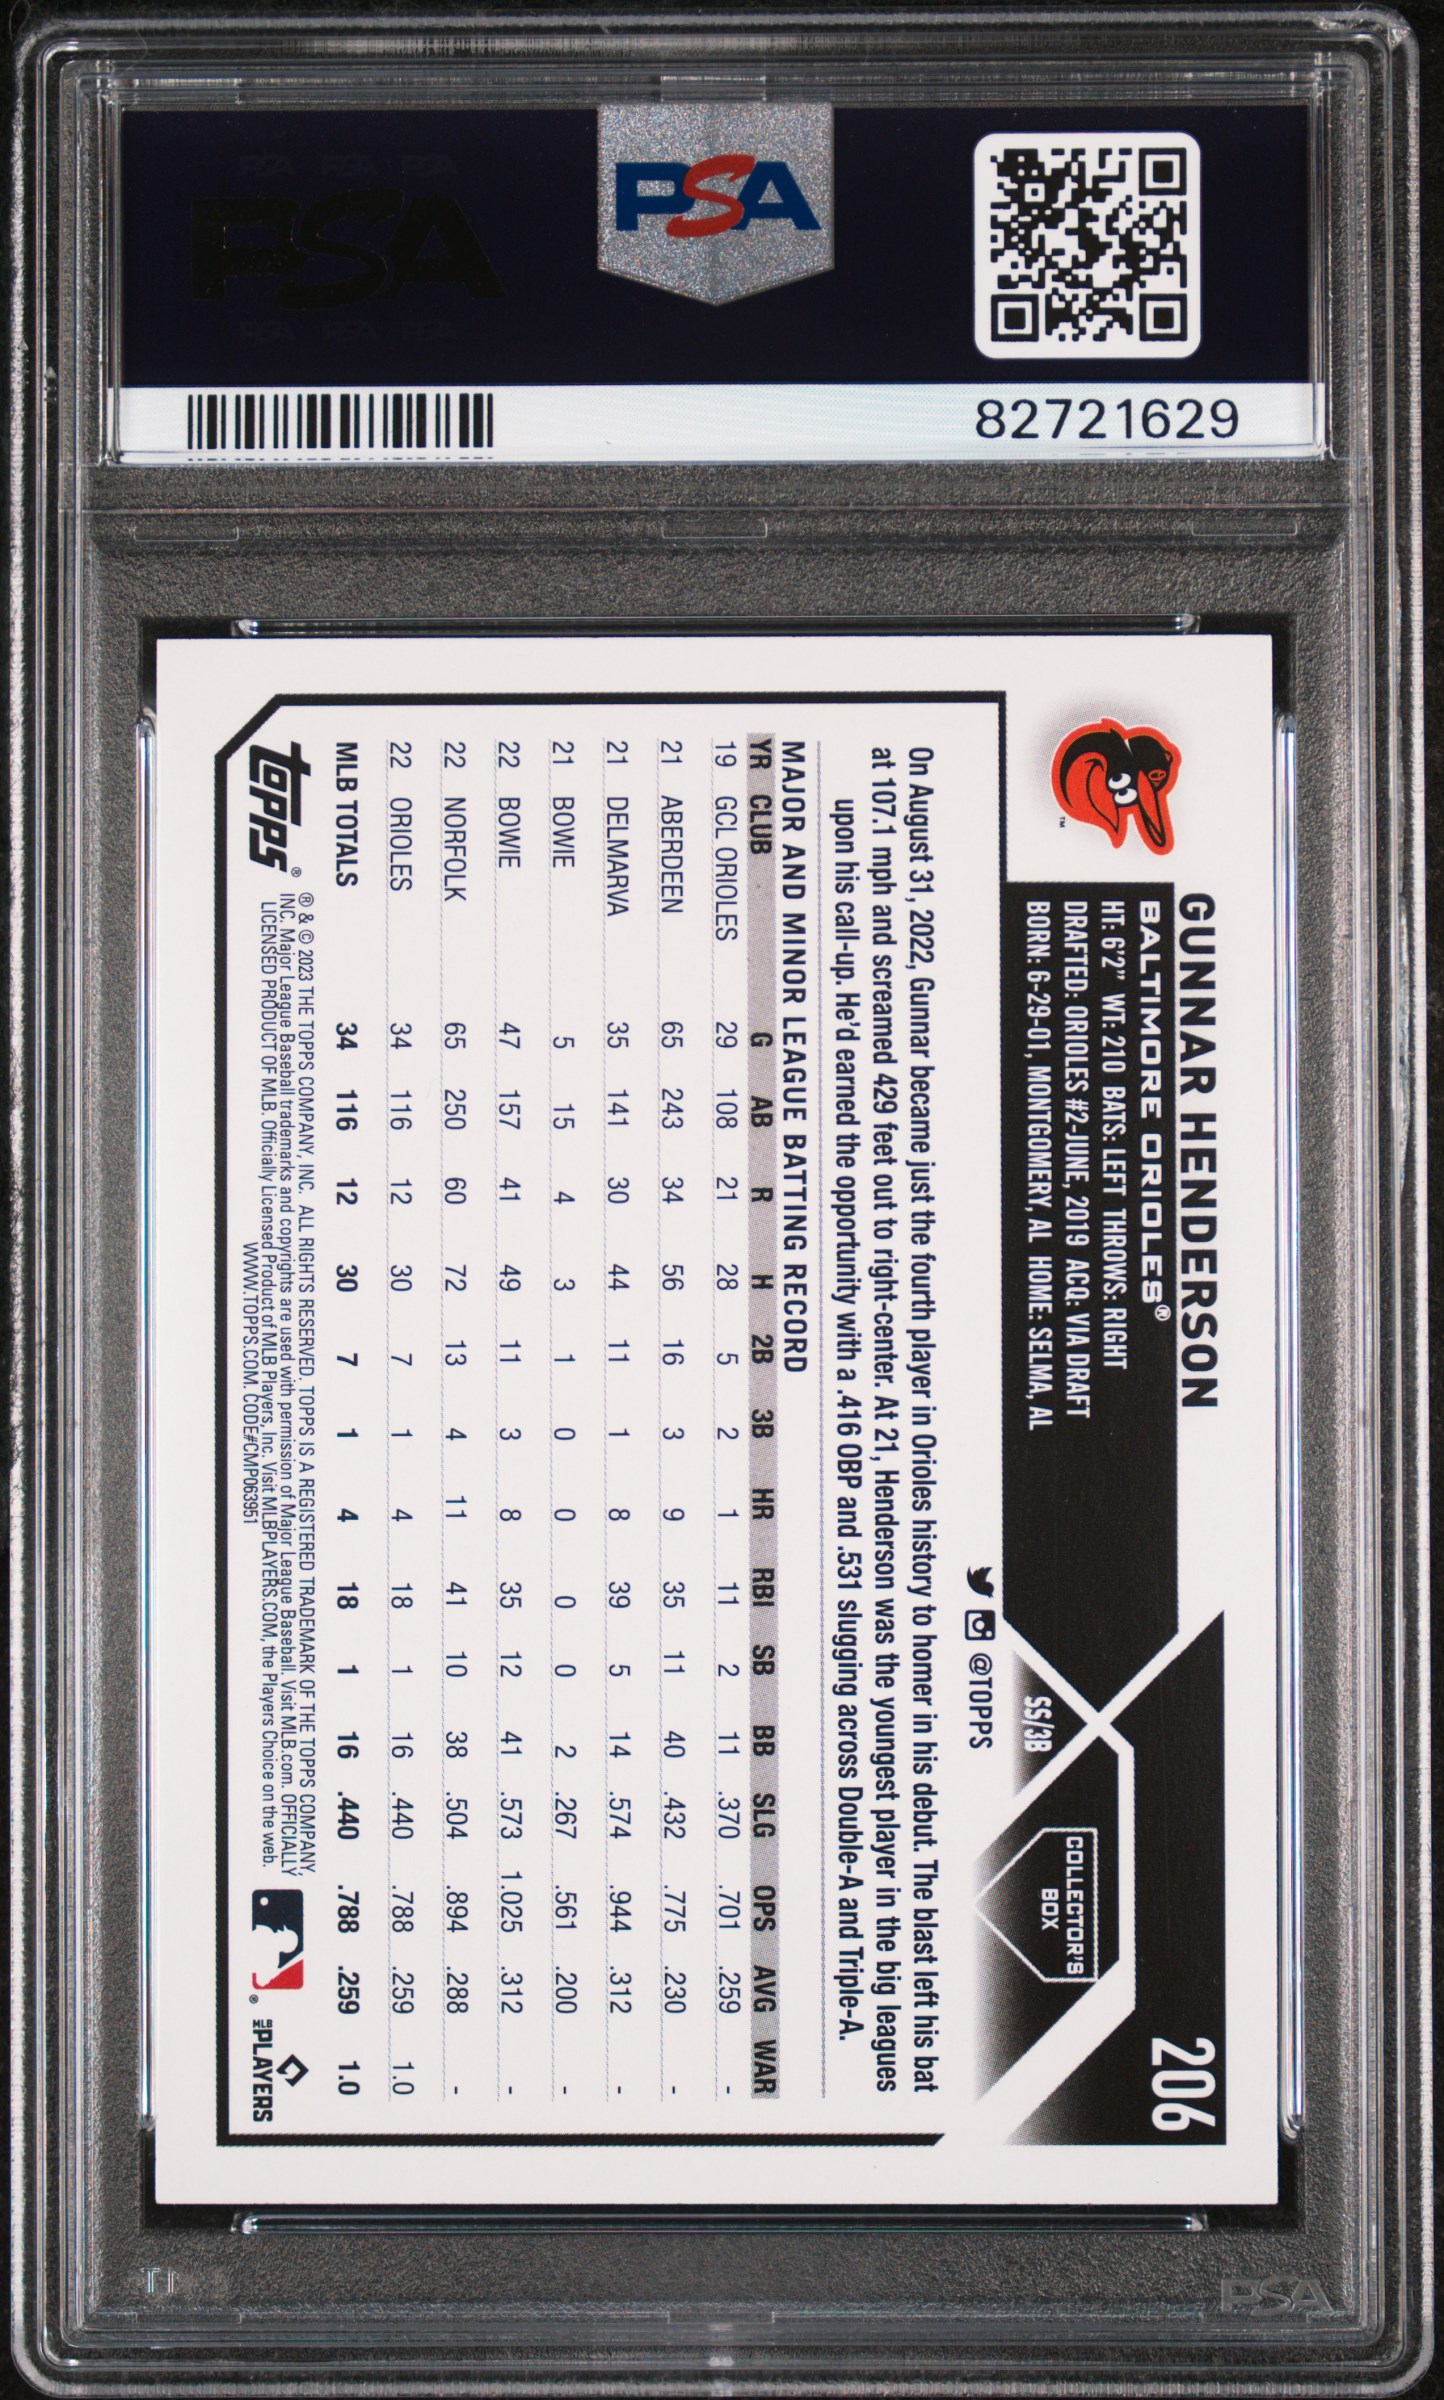 PSA
PSA
82721629
GUNNAR HENDERSON
206
BALTIMORE ORIOLES®
HT: 6'2" WT: 210 BATS: LEFT THROWS: RIGHT
DRAFTED: ORIOLES #2-JUNE, 2019 ACQ: VIA DRAFT
BORN: 6-29-01, MONTGOMERY, AL HOME: SELMA, AL
SS/3B
COLLECTOR'S
BOX
TM
@TOPPS
On August 31, 2022, Gunnar became just the fourth player in Orioles history to homer in his debut. The blast left his bat
at 107.1 mph and screamed 429 feet out to right-center. At 21, Henderson was the youngest player in the big leagues
upon his call-up. He'd earned the opportunity with a .416 OBP and .531 slugging across Double-A and Triple-A.
MAJOR AND MINOR LEAGUE BATTING RECORD
YR CLUB G AB R H 2B 3B HR RBI SB BB SLG OPS AVG WAR
19 GCL ORIOLES 29 108 21 28 5 2 1 11 2 11 .370 .701 .259 -
21 ABERDEEN 65 243 34 56 16 3 9 35 11 40 .432 .775 .230 -
21 DELMARVA 35 141 30 44 11 1 8 39 5 14 .574 .944 .312 -
21 BOWIE 5 15 4 3 1 0 0 0 0 2 .267 .561 .200 -
22 BOWIE 47 157 41 49 11 3 8 35 12 41 .573 1.025 .312 -
22 NORFOLK 65 250 60 72 13 4 11 41 10 38 .504 .894 .288 -
22 ORIOLES 34 116 12 30 7 1 4 18 1 16 .440 .788 .259 1.0
MLB TOTALS 34 116 12 30 7 1 4 18 1 16 .440 .788 .259 1.0
topps®
® & © 2023 THE TOPPS COMPANY, INC. ALL RIGHTS RESERVED. TOPPS IS A REGISTERED TRADEMARK OF THE TOPPS COMPANY,
INC. Major League Baseball trademarks and copyrights are used with permission of Major League Baseball. Visit MLB.com. OFFICIALLY
LICENSED PRODUCT OF MLB. Officially Licensed Product of MLB Players, Inc. Visit MLBPLAYERS.COM, the Players Choice on the web.
WWW.TOPPS.COM. CODE#CMP063951
®
MLB PLAYERS
PSA